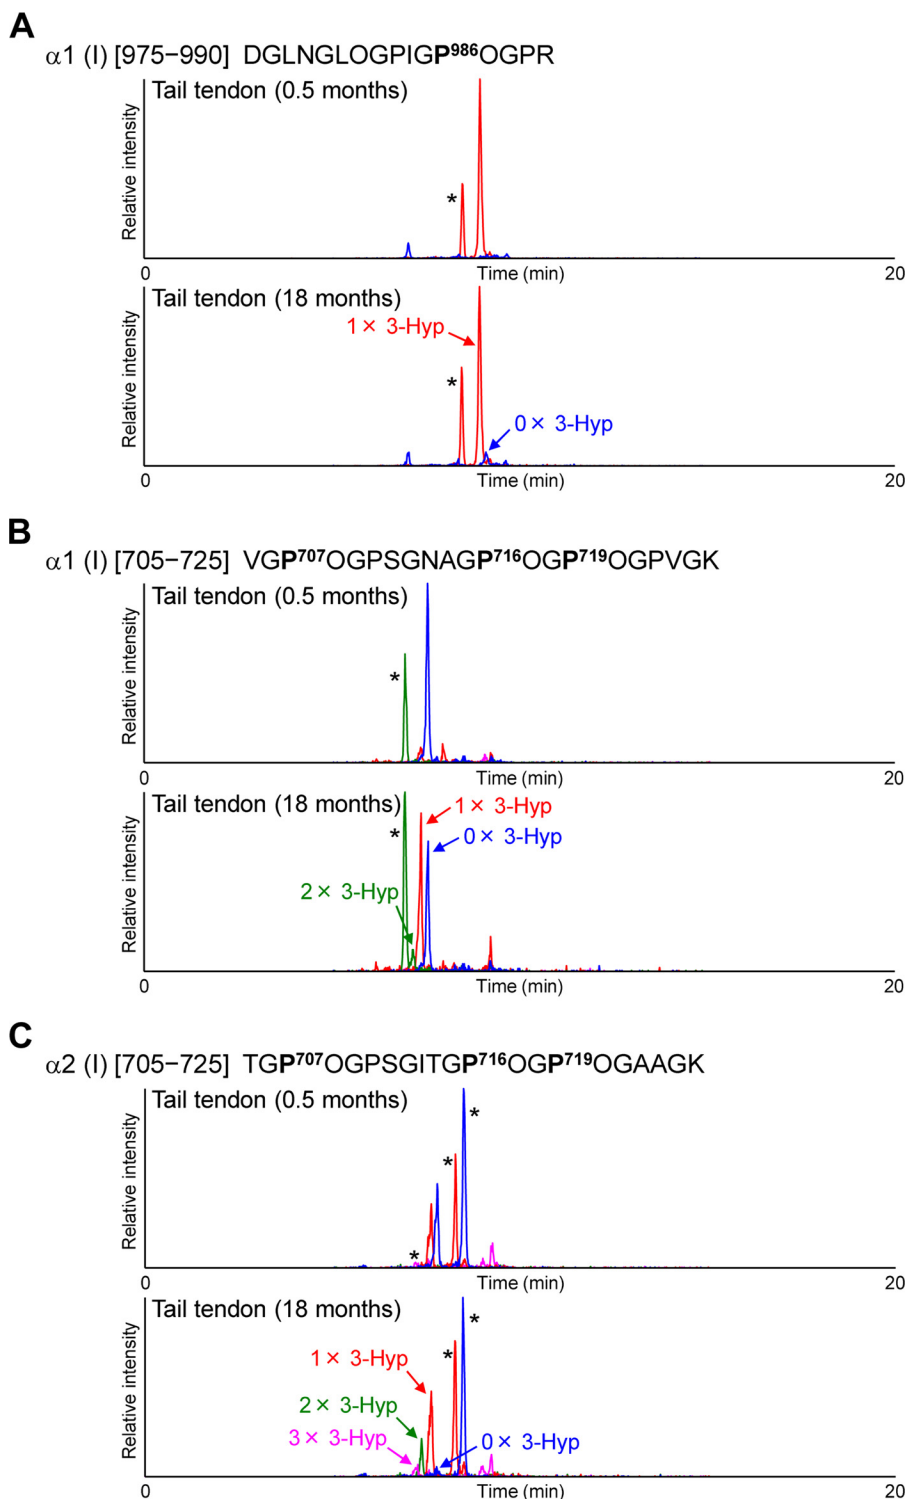 A
α1 (I) [975−990] DGLNGLOGPIGP986OGPR
Tail tendon (0.5 months)
Relative intensity
*
0
Time (min)
20
Tail tendon (18 months)
1× 3-Hyp
Relative intensity
*
0× 3-Hyp
0
Time (min)
20
B
α1 (I) [705−725] VGP707OGPSGNAGP716OGP719OGPVGK
Tail tendon (0.5 months)
Relative intensity
*
0
Time (min)
20
Tail tendon (18 months)
1× 3-Hyp
*
0× 3-Hyp
Relative intensity
2× 3-Hyp
0
Time (min)
20
C
α2 (I) [705−725] TGP707OGPSGITGP716OGP719OGAAGK
Tail tendon (0.5 months)
*
Relative intensity
*
*
0
Time (min)
20
Tail tendon (18 months)
*
Relative intensity
1× 3-Hyp
*
2× 3-Hyp
3× 3-Hyp
0× 3-Hyp
0
Time (min)
20